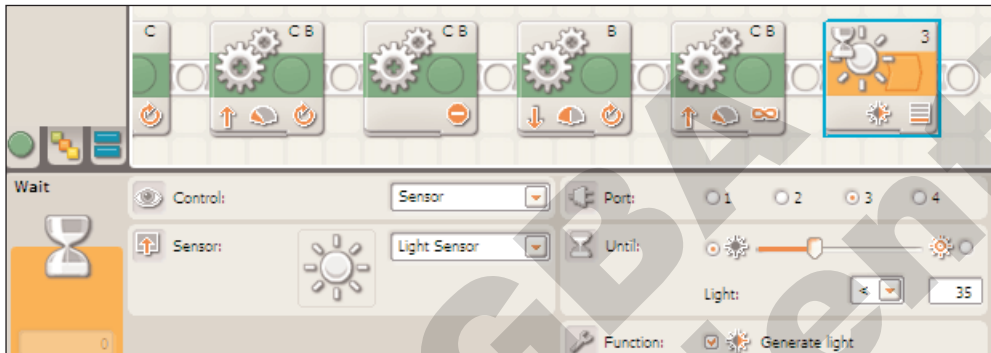 C
C B
C B
B
C B
3
Wait
Control:
Sensor
Port:
1
2
3
4
Sensor:
Light Sensor
Until:
Light:
<
35
0
Function:
Generate light